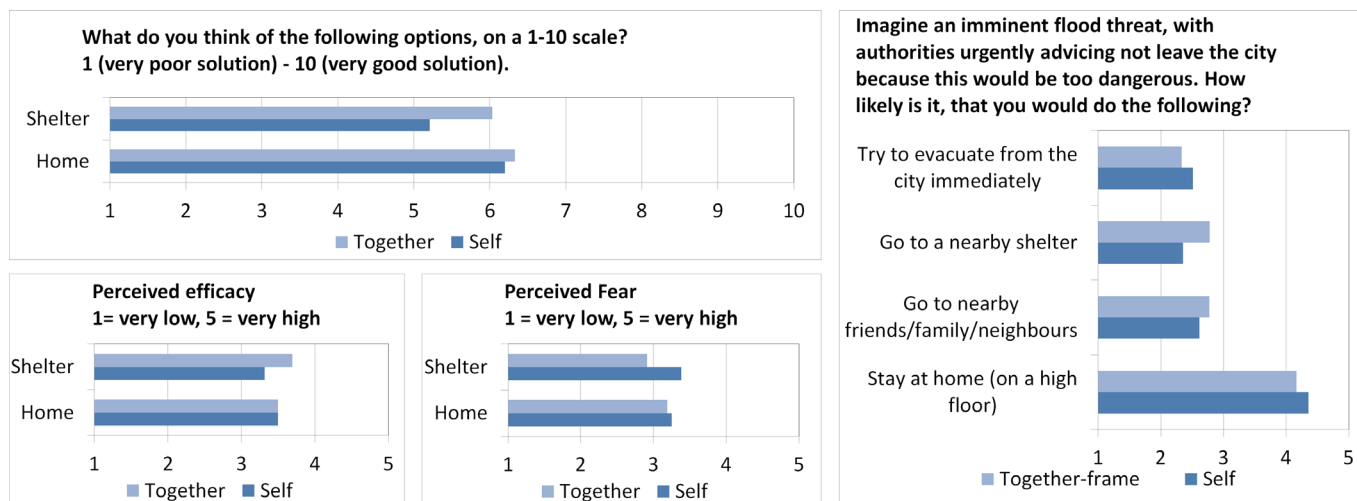 What do you think of the following options, on a 1-10 scale?
1 (very poor solution) - 10 (very good solution).
Shelter
Home
1 2 3 4 5 6 7 8 9 10
Together Self
Perceived efficacy
1= very low, 5 = very high
Shelter
Home
1 2 3 4 5
Together Self
Perceived Fear
1 = very low, 5 = very high
Shelter
Home
1 2 3 4 5
Together Self
Imagine an imminent flood threat, with
authorities urgently advicing not leave the city
because this would be too dangerous. How
likely is it, that you would do the following?
Try to evacuate from the
city immediately
Go to a nearby shelter
Go to nearby
friends/family/neighbours
Stay at home (on a high
floor)
1 2 3 4 5
Together-frame Self